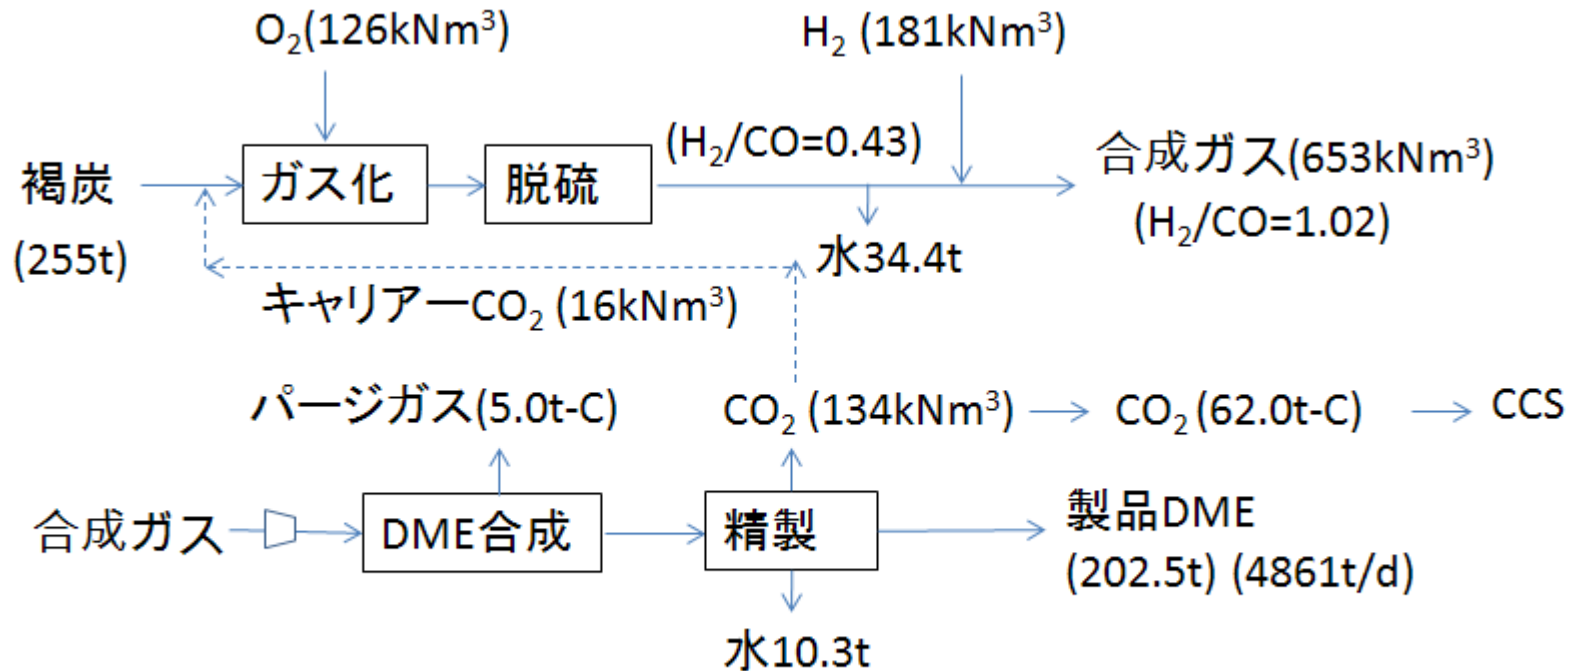 O₂(126kNm³)
H₂ (181kNm³)
(H₂/CO=0.43)
褐炭
(255t)
ガス化
脱硫
合成ガス(653kNm³)
(H₂/CO=1.02)
水34.4t
キャリアーCO₂ (16kNm³)
パージガス(5.0t-C)
CO₂ (134kNm³)
CO₂ (62.0t-C)
CCS
合成ガス
DME合成
精製
製品DME
(202.5t) (4861t/d)
水10.3t